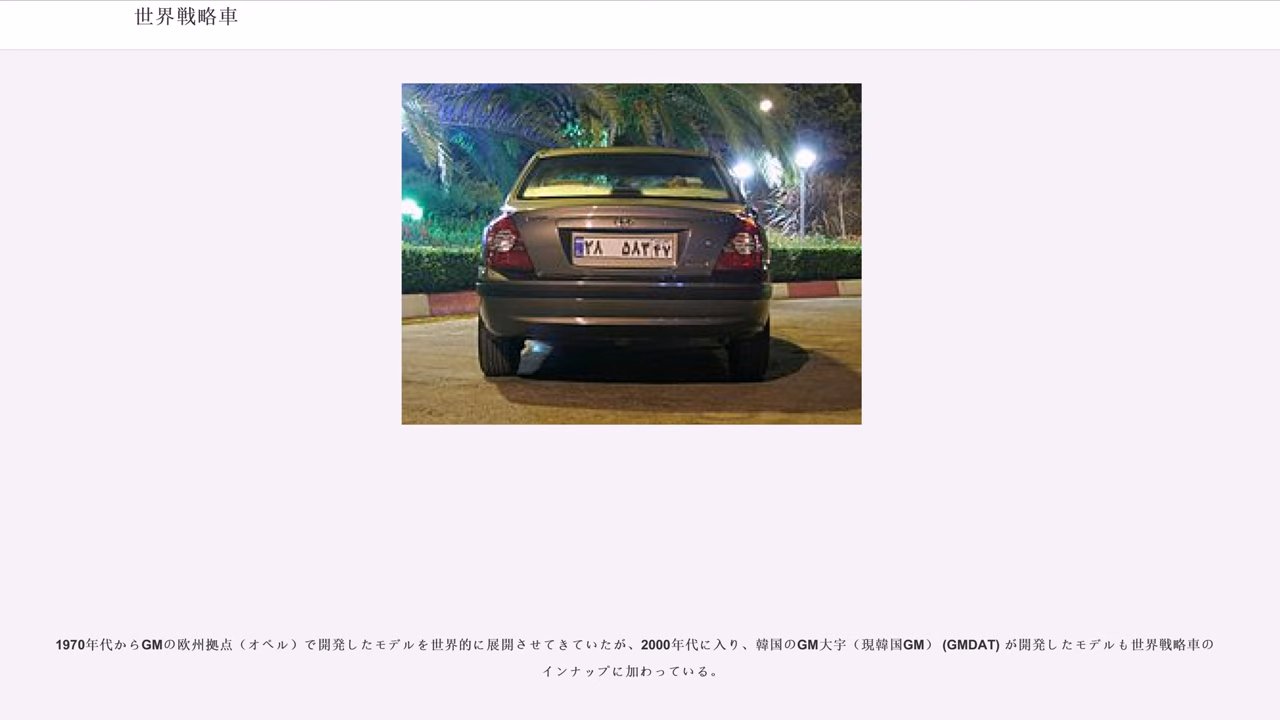 世界戦略車
۲۸ ۵۸۳۴۷
1970年代からGMの欧州拠点（オペル）で開発したモデルを世界的に展開させてきていたが、2000年代に入り、韓国のGM大宇（現韓国GM） (GMDAT) が開発したモデルも世界戦略車の
インナップに加わっている。